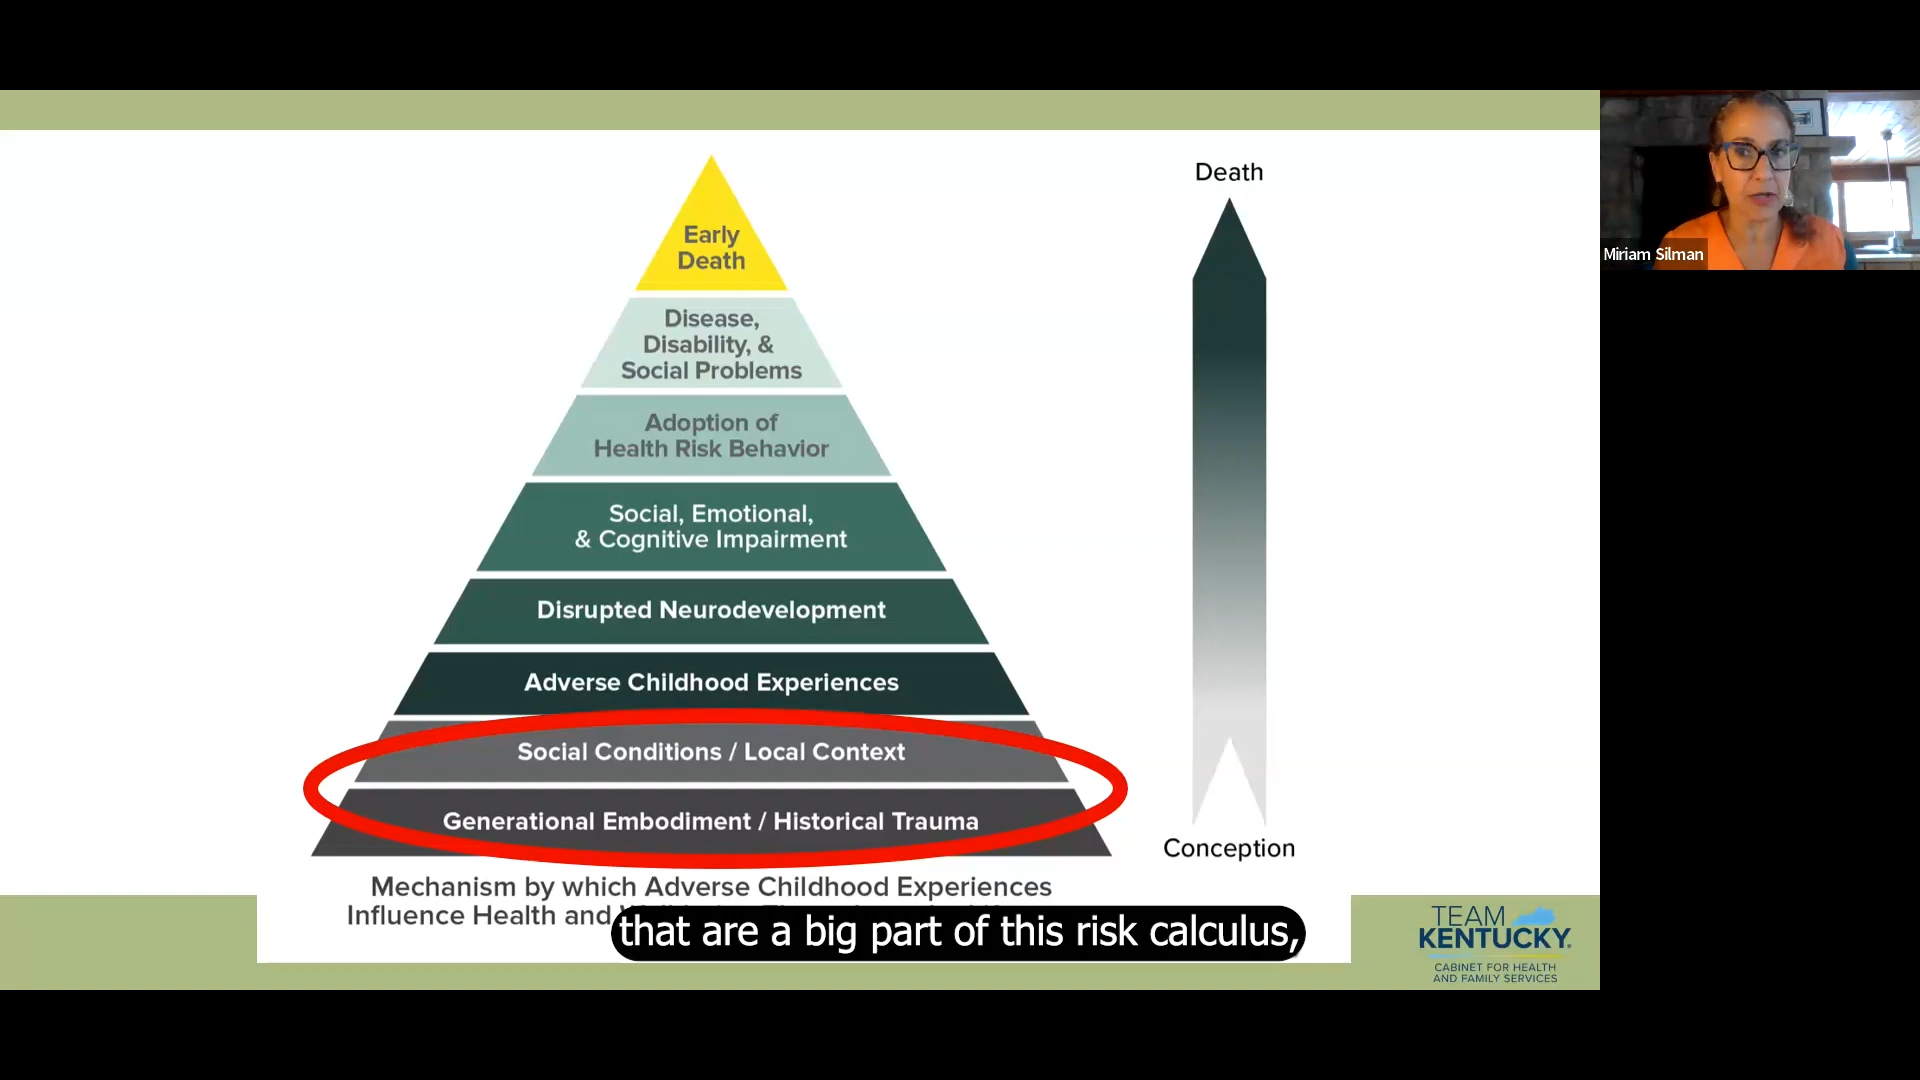 Early
Death
Disease,
Disability, &
Social Problems
Adoption of
Health Risk Behavior
Social, Emotional,
& Cognitive Impairment
Disrupted Neurodevelopment
Adverse Childhood Experiences
Social Conditions / Local Context
Generational Embodiment / Historical Trauma
Mechanism by which Adverse Childhood Experiences
Influence Health and
that are a big part of this risk calculus,
Death
Conception
Miriam Silman
TEAM
KENTUCKY.
CABINET FOR HEALTH
AND FAMILY SERVICES